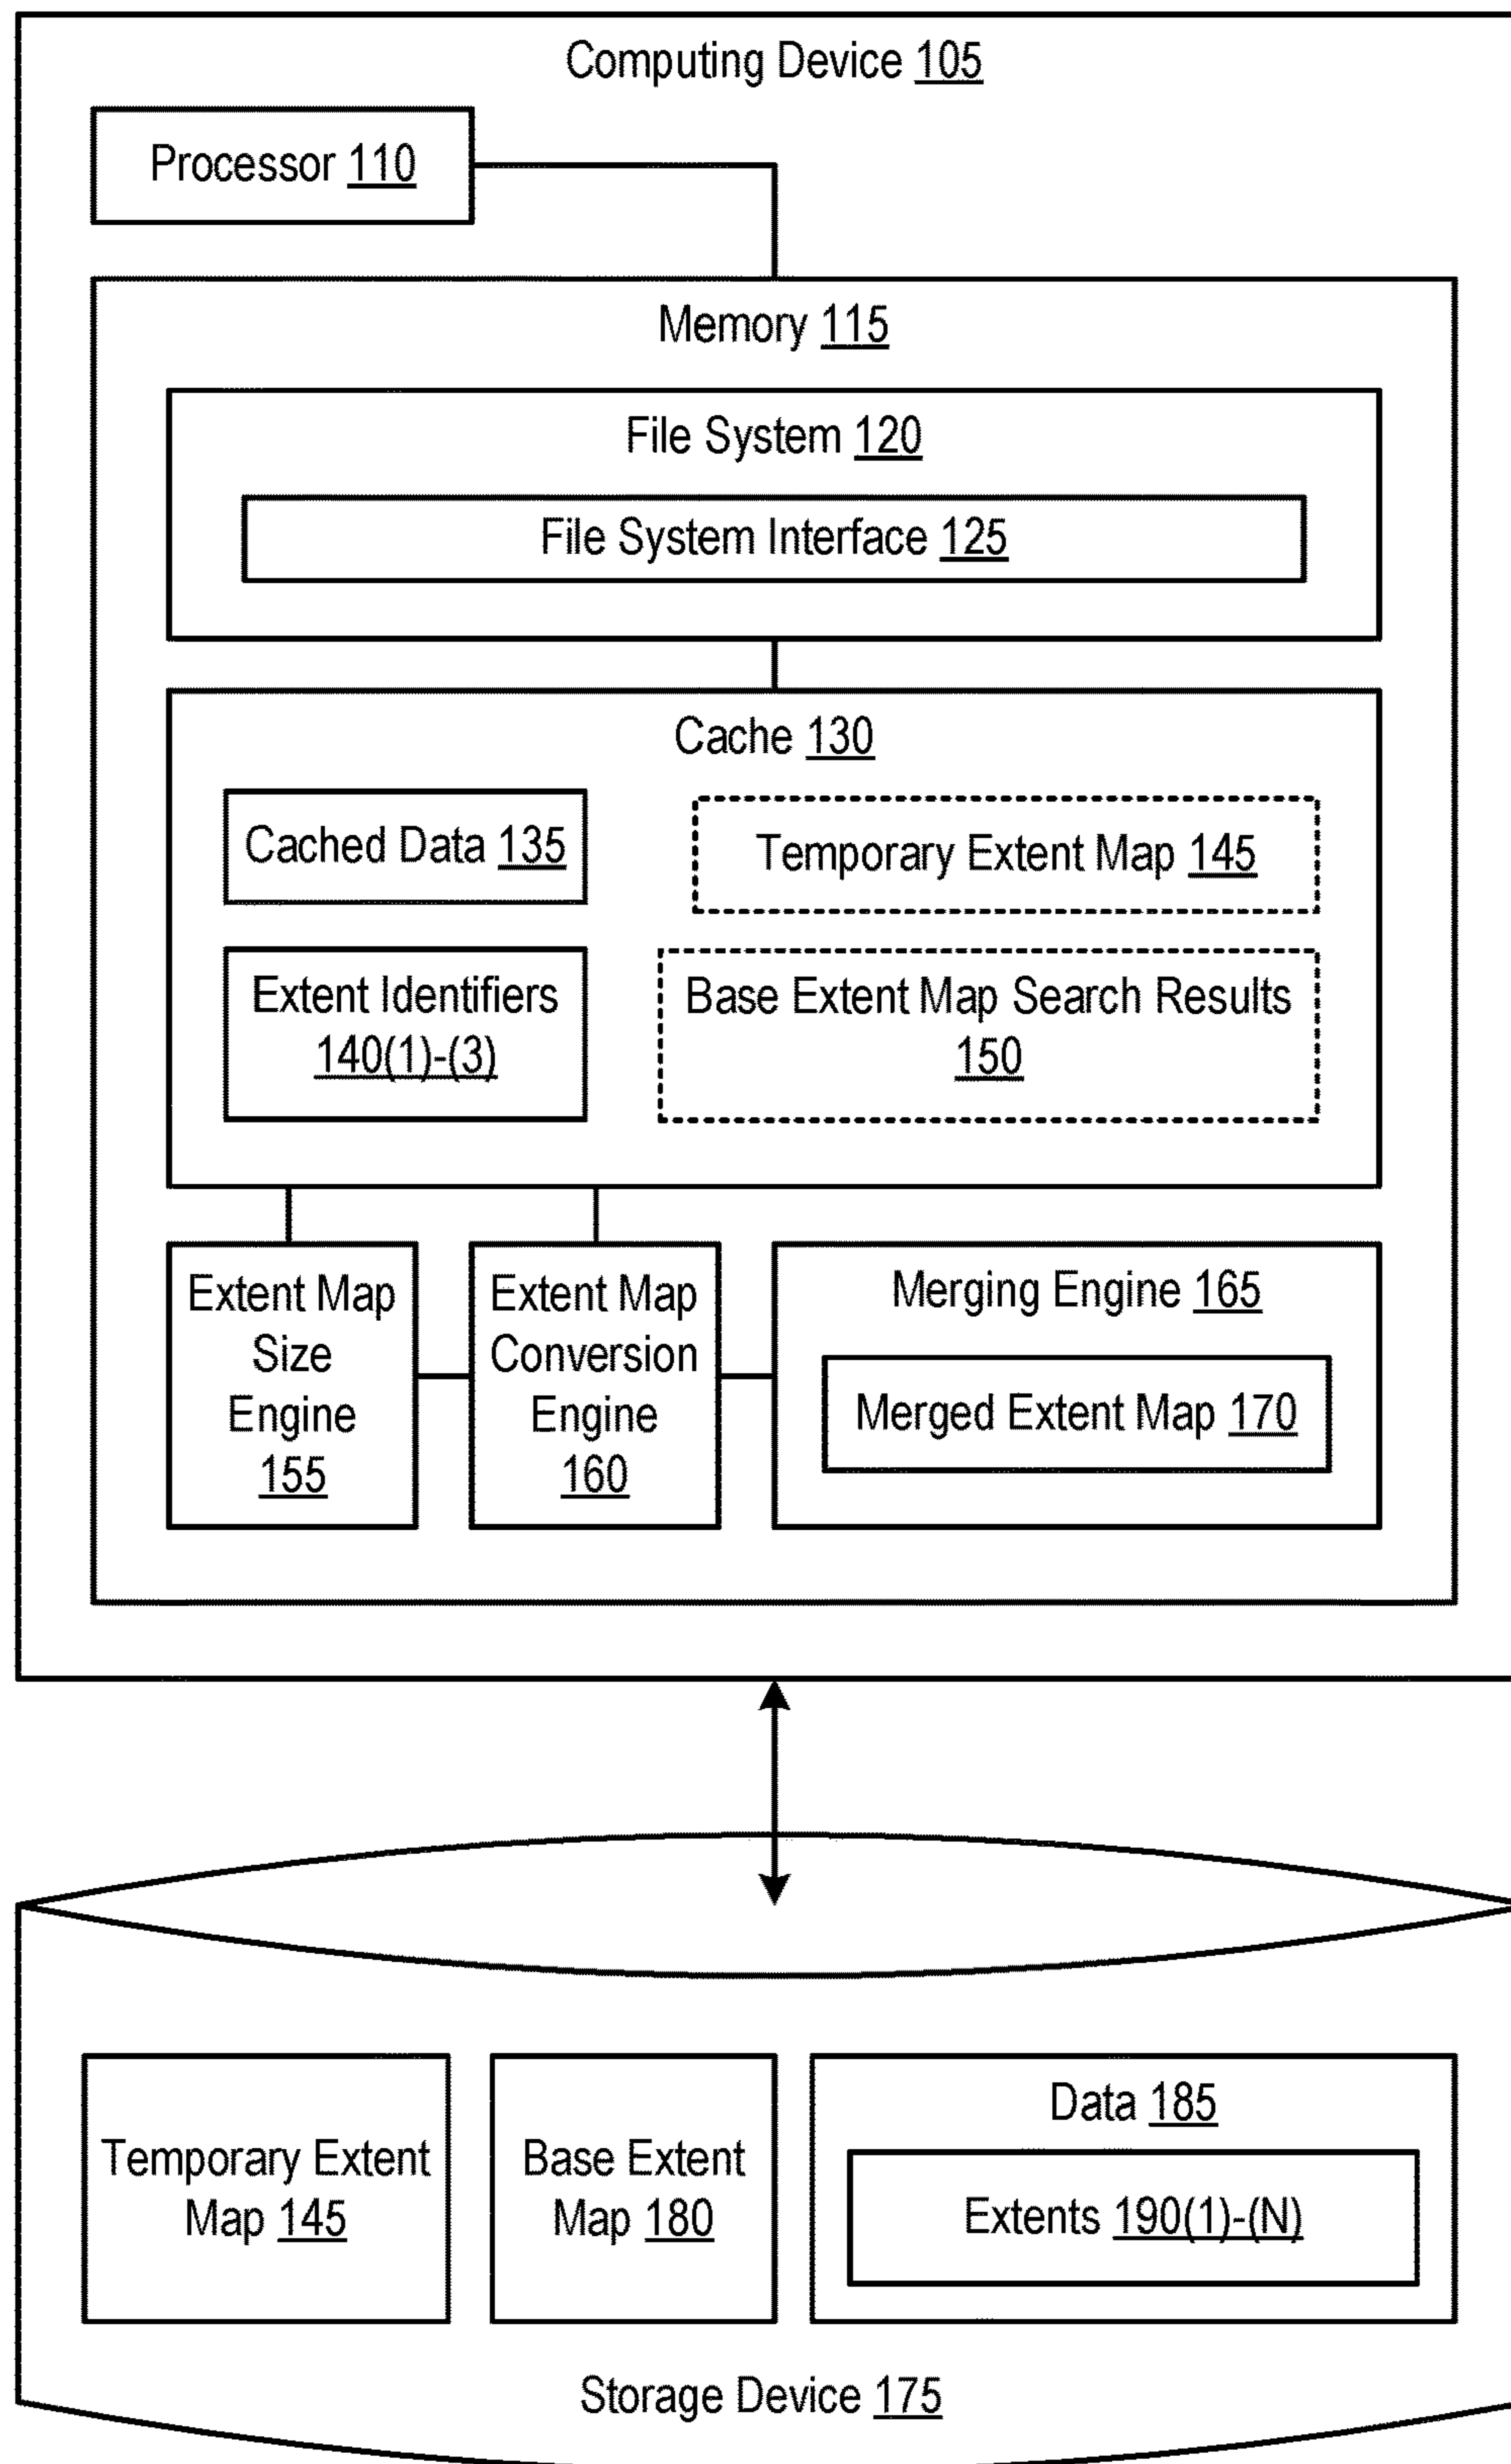 Computing Device 105
Processor 110
Memory 115
File System 120
File System Interface 125
Cache 130
Cached Data 135
Temporary Extent Map 145
Extent Identifiers
140(1)-(3)
Base Extent Map Search Results
150
Extent Map
Size
Engine
155
Extent Map
Conversion
Engine
160
Merging Engine 165
Merged Extent Map 170
Temporary Extent
Map 145
Base Extent
Map 180
Data 185
Extents 190(1)-(N)
Storage Device 175